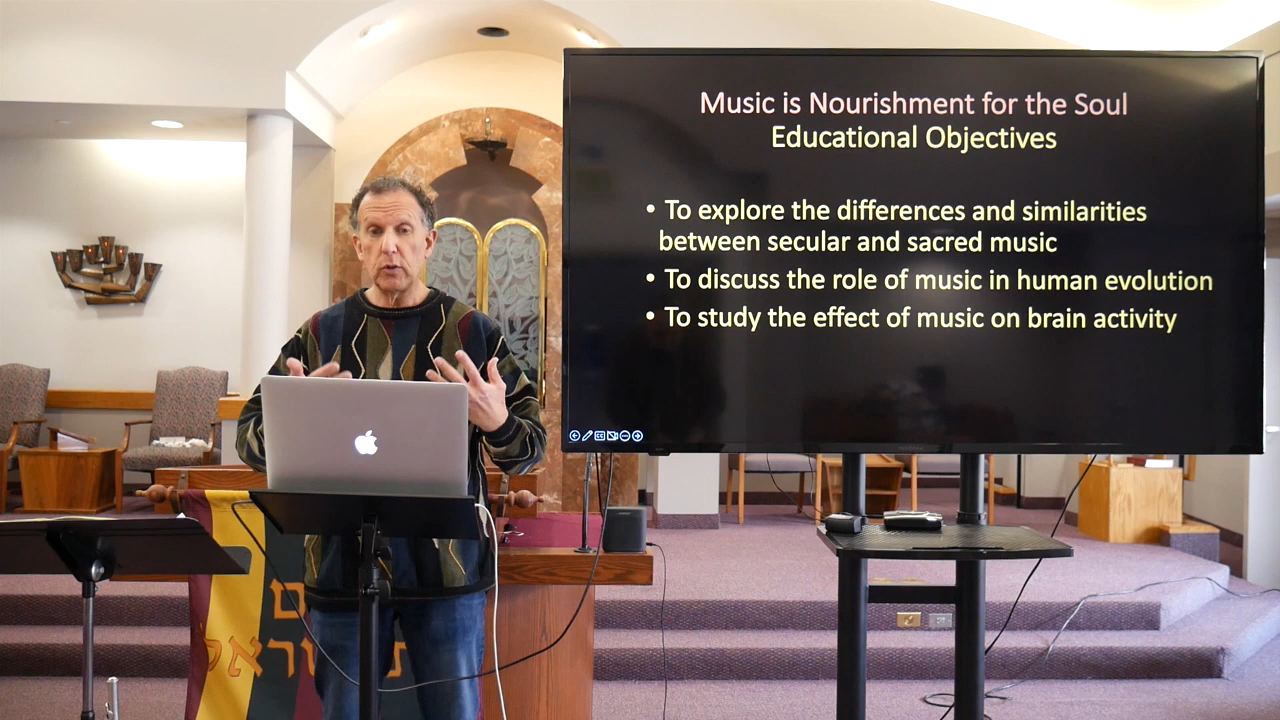 Music is Nourishment for the Soul
Educational Objectives
• To explore the differences and similarities
between secular and sacred music
• To discuss the role of music in human evolution
• To study the effect of music on brain activity